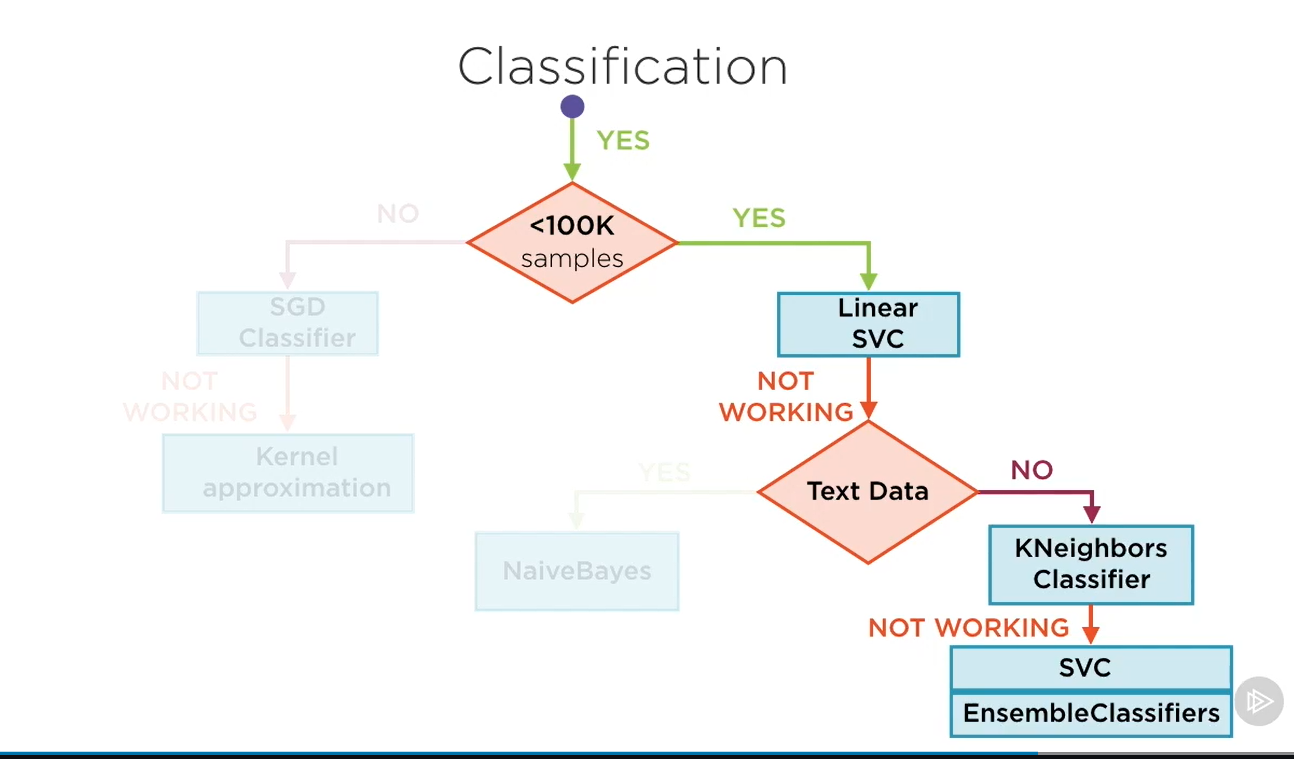 Classification
YES
NO
YES
<100K
samples
SGD
Classifier
Linear
SVC
NOT
WORKING
NOT
WORKING
Kernel
approximation
YES
Text Data
NO
NaiveBayes
KNeighbors
Classifier
NOT WORKING
SVC
EnsembleClassifiers